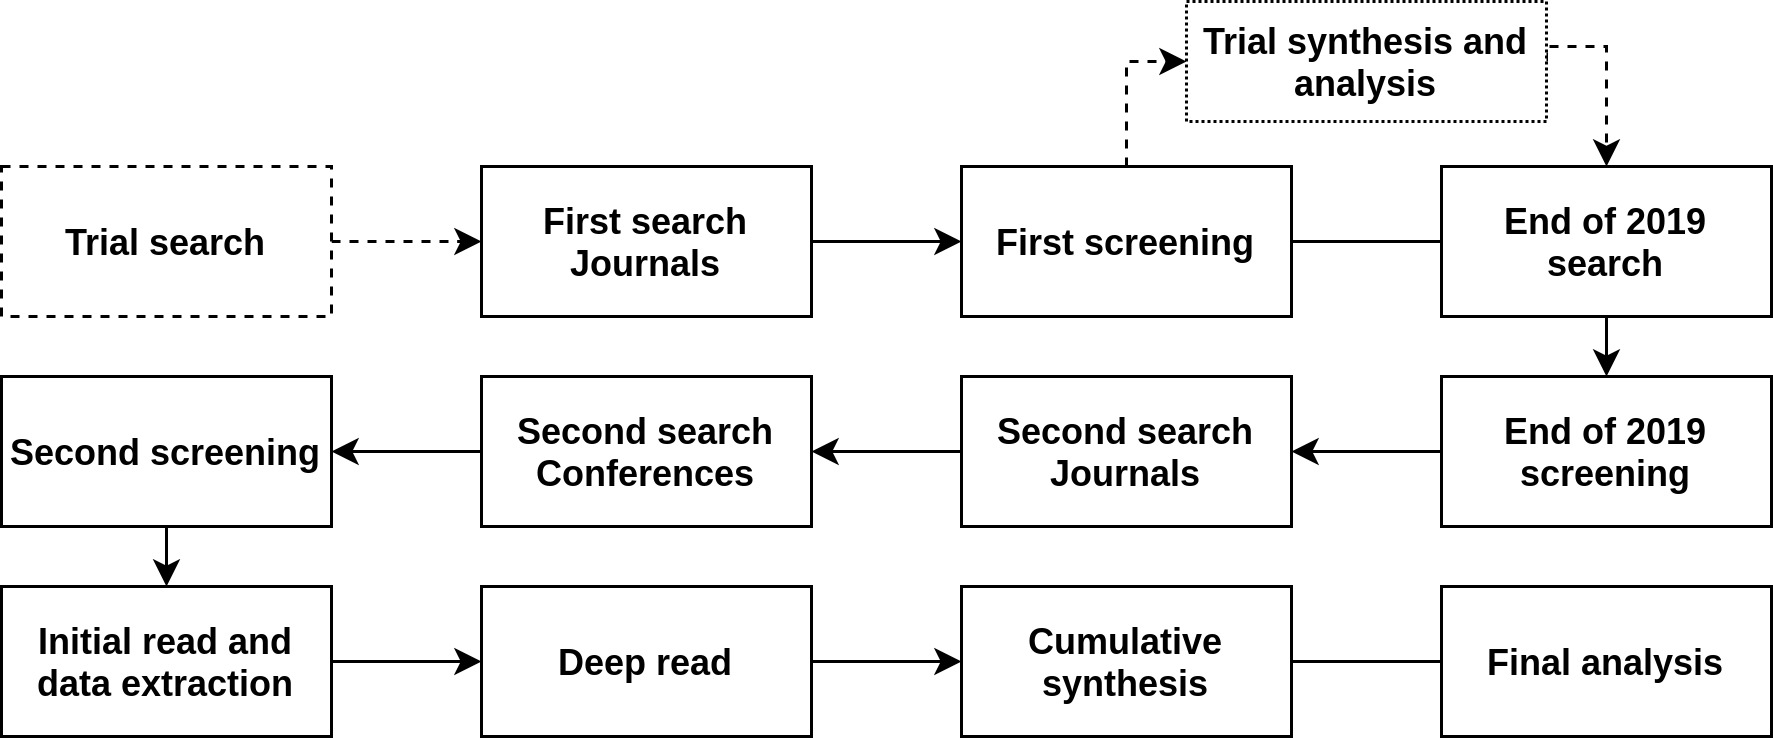 Trial synthesis and
analysis
Trial search
First search
Journals
First screening
End of 2019
search
Second screening
Second search
Conferences
Second search
Journals
End of 2019
screening
Initial read and
data extraction
Deep read
Cumulative
synthesis
Final analysis